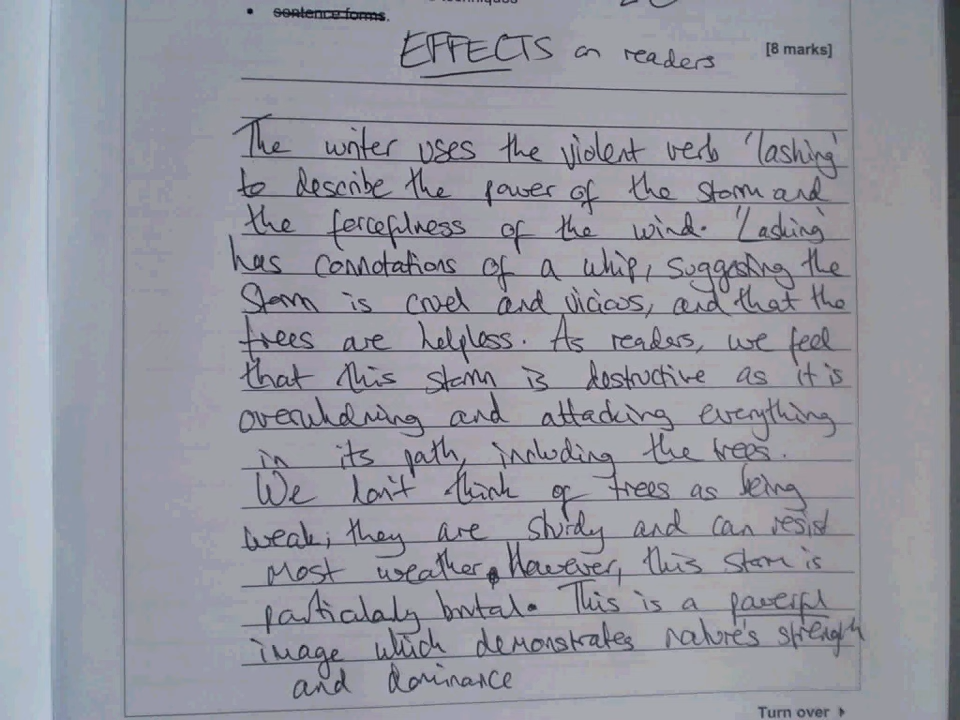 • sentence forms.
EFFECTS on readers [8 marks]
The writer uses the violent verb 'lashing'
to describe the power of the storm and
the forcefulness of the wind. 'Lashing'
has connotations of a whip, suggesting the
storm is cruel and vicious, and that the
trees are helpless. As readers, we feel
that this storm is destructive as it is
overwhelming and attacking everything
in its path, including the trees.
We don't think of trees as being
weak; they are sturdy and can resist
most weather. However, this storm is
particularly brutal. This is a powerful
image which demonstrates nature's strength
and dominance
Turn over